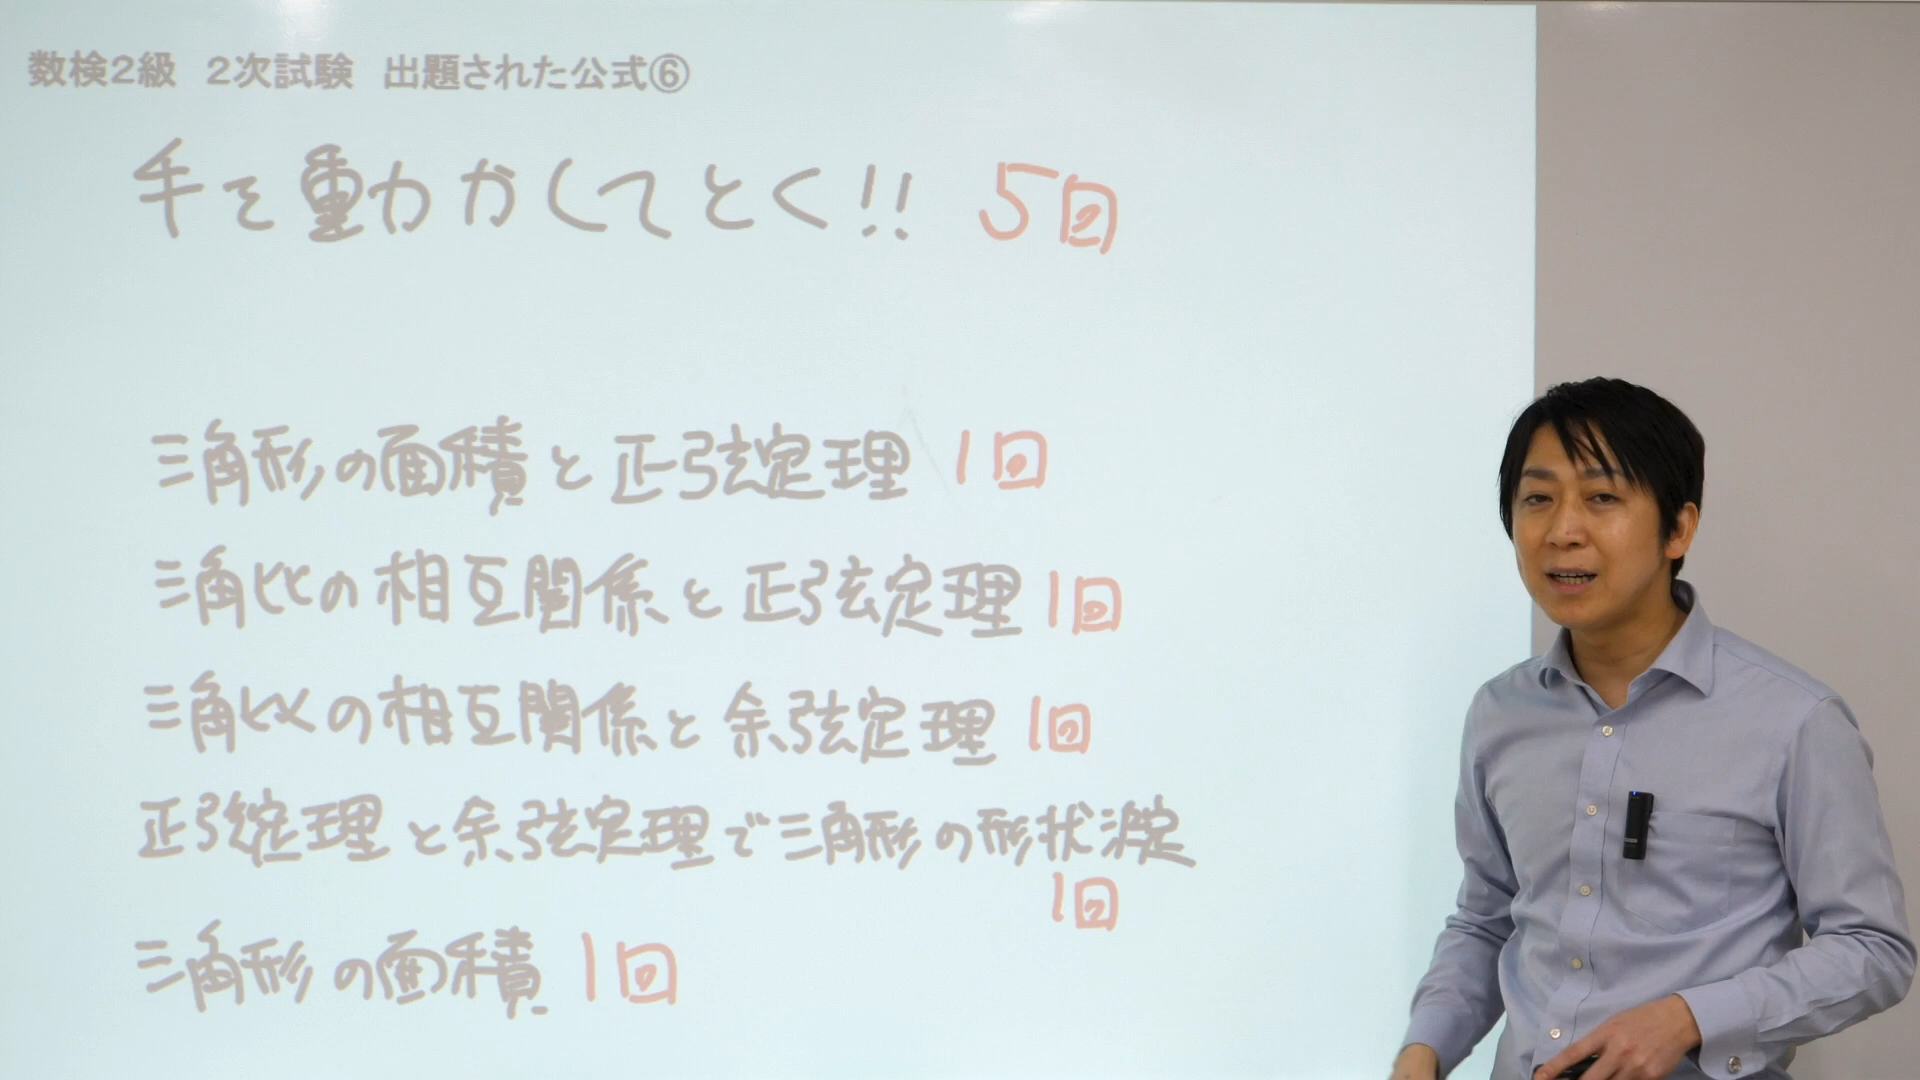 数検2級 2次試験 出題された公式⑥
手を動かしてとく!! 5回
三角形の面積と正弦定理 1回
三角比の相互関係と正弦定理 1回
三角比の相互関係と余弦定理 1回
正弦定理と余弦定理で三角形の形状決定
1回
三角形の面積 1回